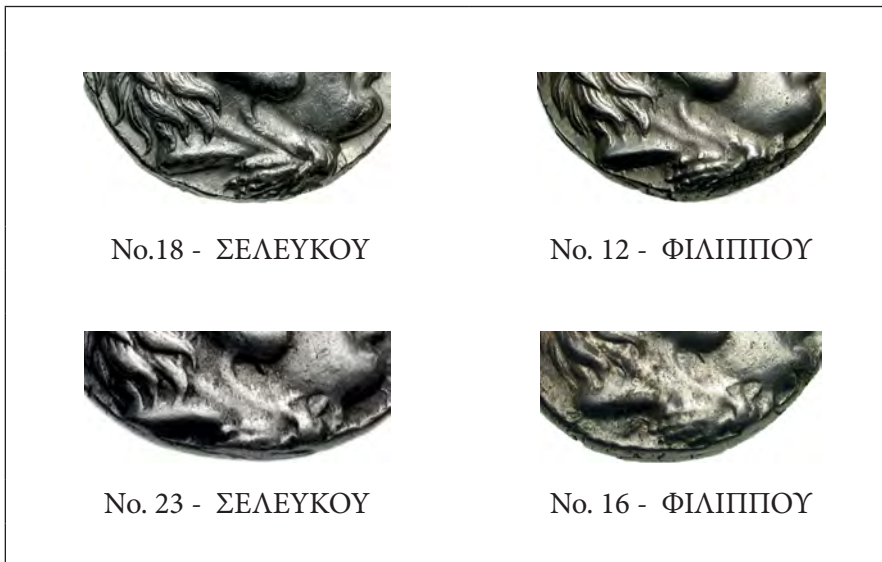 No.18 - ΣΕΛΕΥΚΟΥ
No. 12 - ΦΙΛΙΠΠΟΥ
No. 23 - ΣΕΛΕΥΚΟΥ
No. 16 - ΦΙΛΙΠΠΟΥ